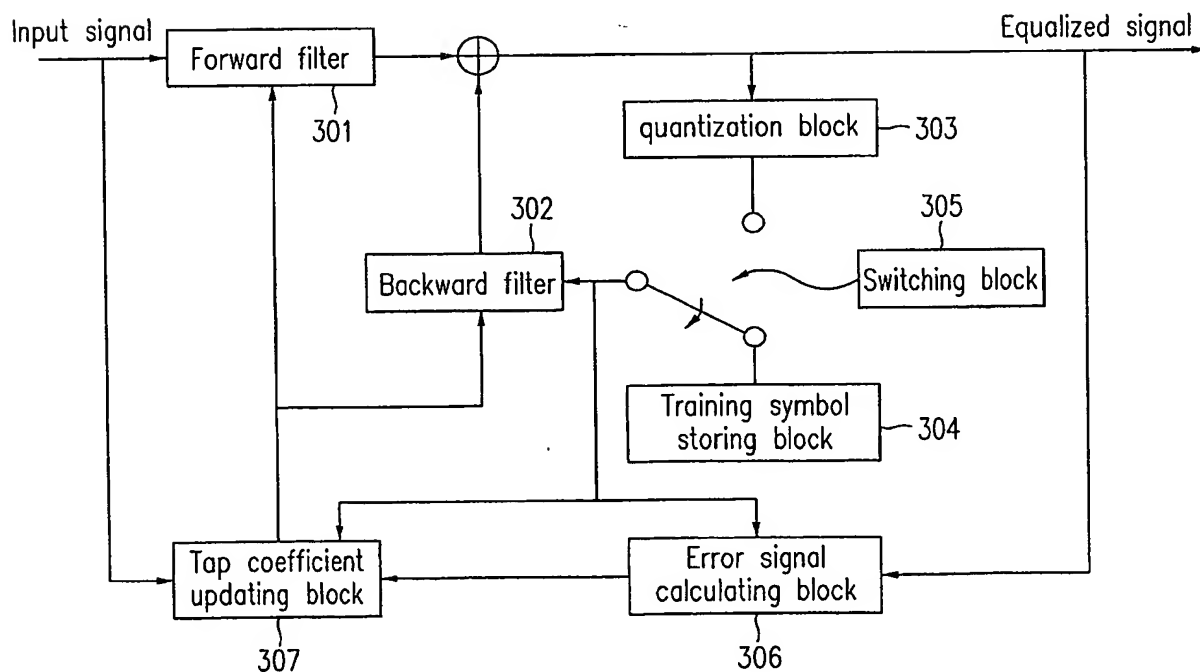 Input signal
Equalized signal
Forward filter
301
quantization block
303
302
305
Backward filter
Switching block
Training symbol
storing block
304
Tap coefficient
updating block
Error signal
calculating block
307
306